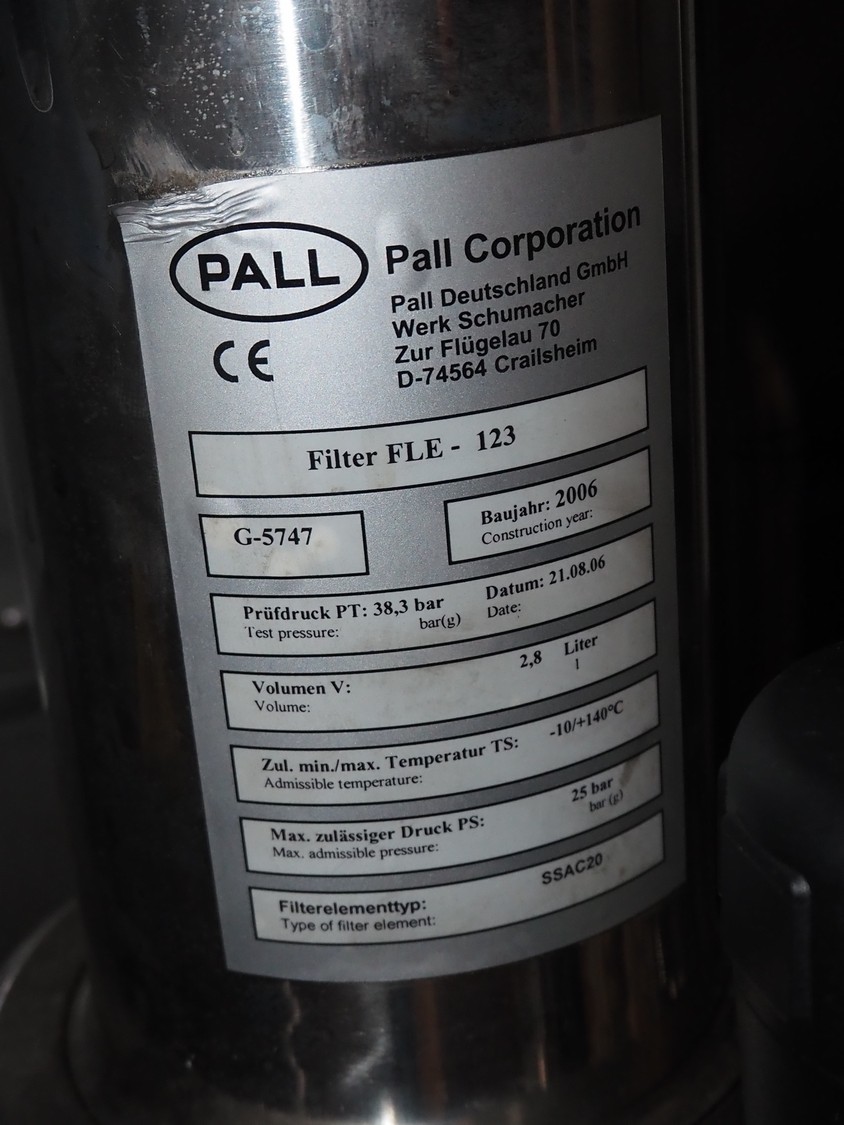 PALL
Pall Corporation
Pall Deutschland GmbH
Werk Schumacher
Zur Flügelau 70
D-74564 Crailsheim
CE
Filter FLE - 123
G-5747
Baujahr: 2006
Construction year:
Prüfdruck PT: 38,3 bar Datum: 21.08.06
Test pressure: bar(g) Date:
Volumen V: 2,8 Liter
Volume: l
Zul. min./max. Temperatur TS: -10/+140°C
Admissible temperature:
Max. zulässiger Druck PS: 25 bar
Max. admissible pressure: bar (g)
Filterelementtyp: SSAC20
Type of filter element: